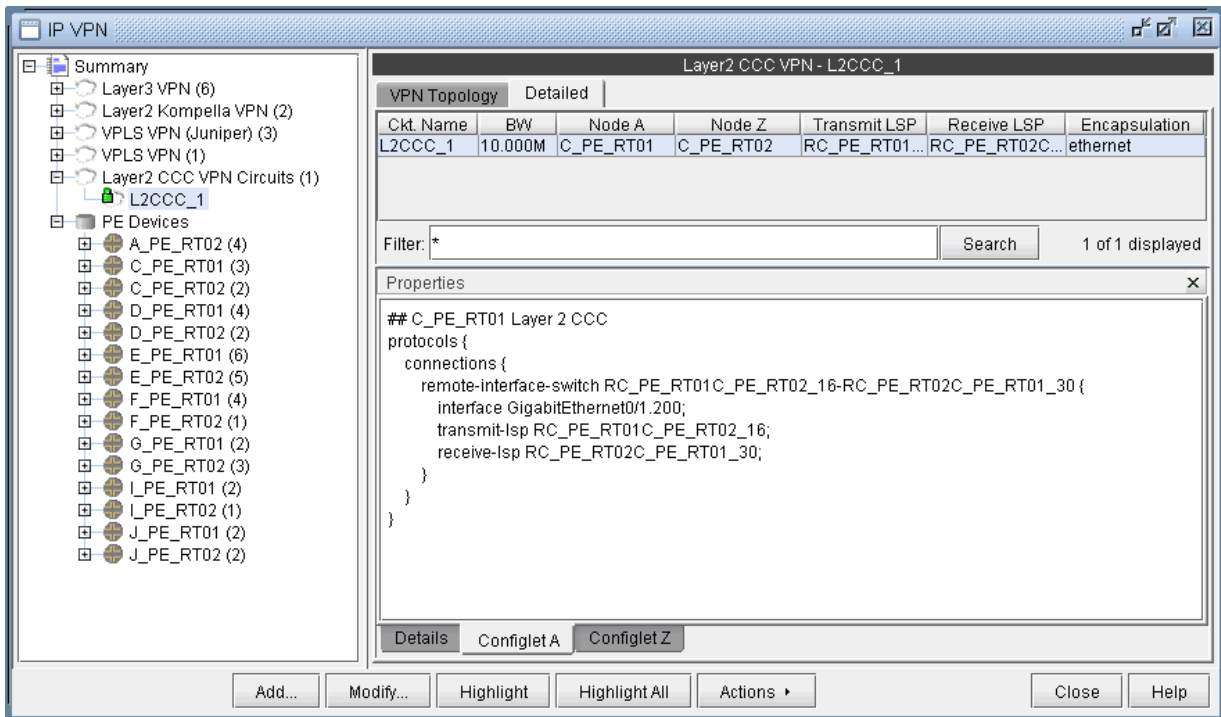 IP VPN
Summary
Layer3 VPN (6)
Layer2 Kompella VPN (2)
VPLS VPN (Juniper) (3)
VPLS VPN (1)
Layer2 CCC VPN Circuits (1)
L2CCC_1
PE Devices
A_PE_RT02 (4)
C_PE_RT01 (3)
C_PE_RT02 (2)
D_PE_RT01 (4)
D_PE_RT02 (2)
E_PE_RT01 (6)
E_PE_RT02 (5)
F_PE_RT01 (4)
F_PE_RT02 (1)
G_PE_RT01 (2)
G_PE_RT02 (3)
I_PE_RT01 (2)
I_PE_RT02 (1)
J_PE_RT01 (2)
J_PE_RT02 (2)
Layer2 CCC VPN - L2CCC_1
VPN Topology Detailed
Ckt. Name BW Node A Node Z Transmit LSP Receive LSP Encapsulation
L2CCC_1 10.000M C_PE_RT01 C_PE_RT02 RC_PE_RT01... RC_PE_RT02C... ethernet
Filter: * Search 1 of 1 displayed
Properties
## C_PE_RT01 Layer 2 CCC
protocols {
connections {
remote-interface-switch RC_PE_RT01C_PE_RT02_16-RC_PE_RT02C_PE_RT01_30 {
interface GigabitEthernet0/1.200;
transmit-lsp RC_PE_RT01C_PE_RT02_16;
receive-lsp RC_PE_RT02C_PE_RT01_30;
}
}
}
Details Configlet A Configlet Z
Add... Modify... Highlight Highlight All Actions Close Help